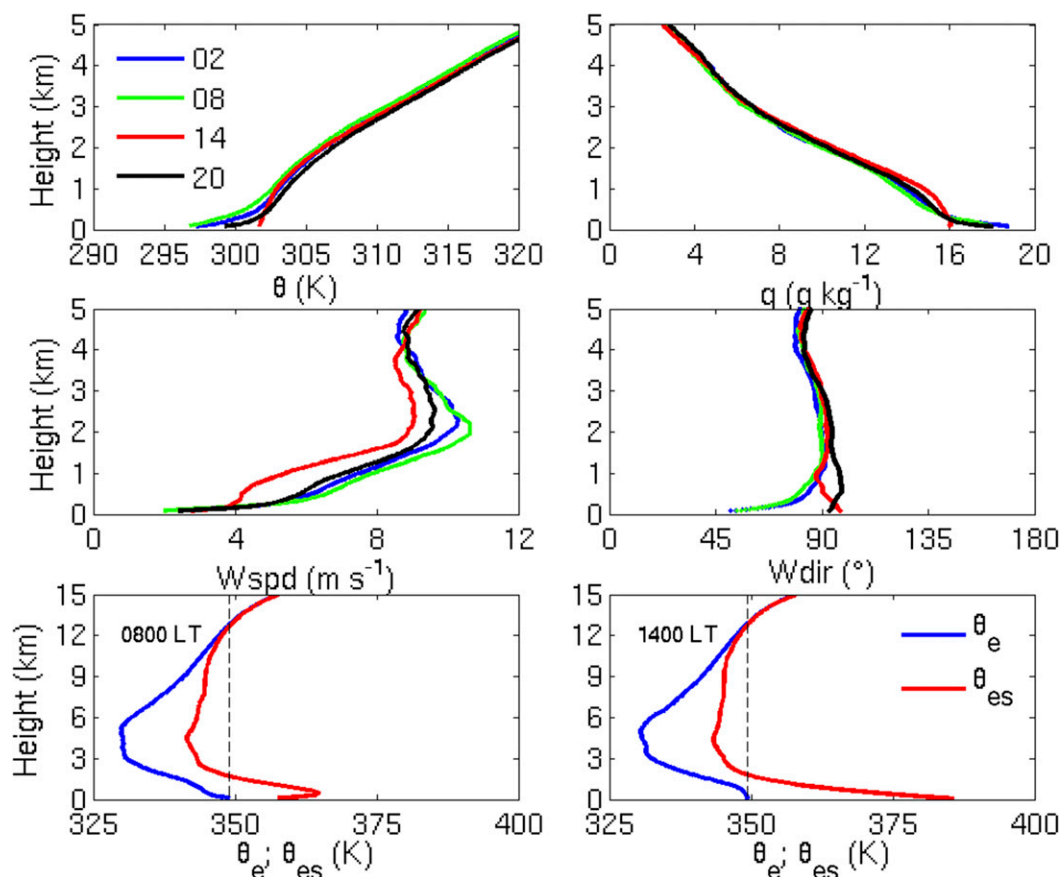 5
4
3
2
1
0
Height (km)
02
08
14
20
290 295 300 305 310 315 320
θ (K)
5
4
3
2
1
0
0 4 8 12 16 20
q (g kg⁻¹)
5
4
3
2
1
0
Height (km)
0 4 8 12
Wspd (m s⁻¹)
5
4
3
2
1
0
0 45 90 135 180
Wdir (°)
15
12
9
6
3
0
Height (km)
0800 LT
325 350 375 400
θe; θes (K)
15
12
9
6
3
0
1400 LT
θe
θes
325 350 375 400
θe; θes (K)